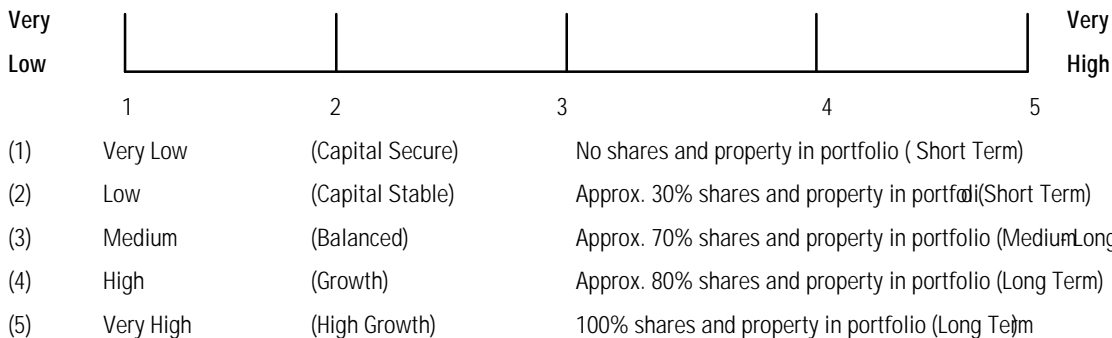 Very Very
Low High
1 2 3 4 5
(1) Very Low (Capital Secure) No shares and property in portfolio ( Short Term)
(2) Low (Capital Stable) Approx. 30% shares and property in portfoli(Short Term)
(3) Medium (Balanced) Approx. 70% shares and property in portfolio (Medium-Long
(4) High (Growth) Approx. 80% shares and property in portfolio (Long Term)
(5) Very High (High Growth) 100% shares and property in portfolio (Long Term)